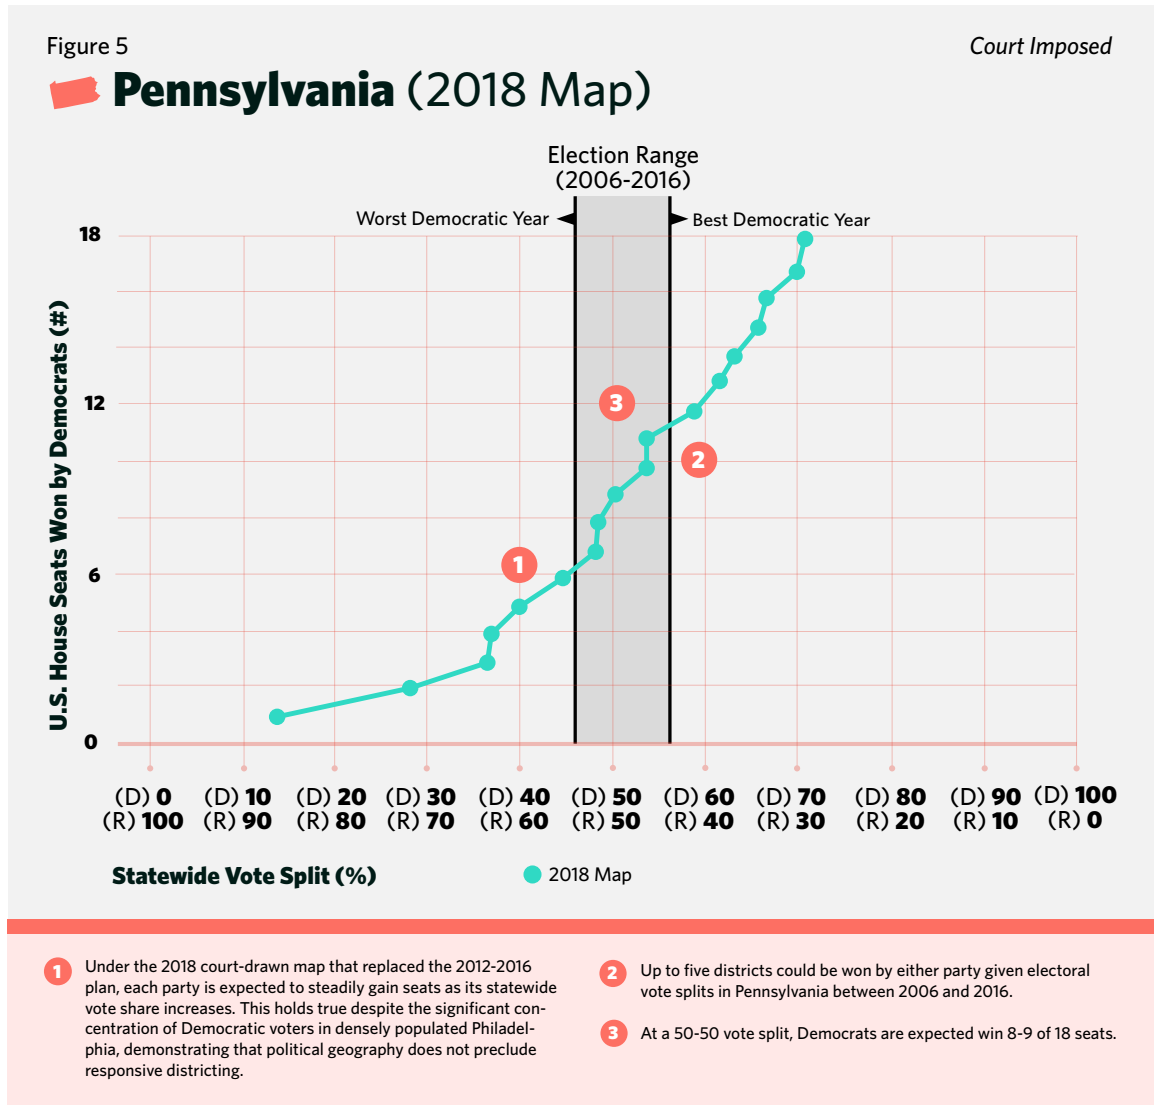 Figure 5
Court Imposed
Pennsylvania (2018 Map)
Election Range
(2006-2016)
Worst Democratic Year
Best Democratic Year
U.S. House Seats Won by Democrats (#)
18
12
6
0
3
2
1
(D) 0 (D) 10 (D) 20 (D) 30 (D) 40 (D) 50 (D) 60 (D) 70 (D) 80 (D) 90 (D) 100
(R) 100 (R) 90 (R) 80 (R) 70 (R) 60 (R) 50 (R) 40 (R) 30 (R) 20 (R) 10 (R) 0
Statewide Vote Split (%)
2018 Map
1 Under the 2018 court-drawn map that replaced the 2012-2016
plan, each party is expected to steadily gain seats as its statewide
vote share increases. This holds true despite the significant con-
centration of Democratic voters in densely populated Philadel-
phia, demonstrating that political geography does not preclude
responsive districting.
2 Up to five districts could be won by either party given electoral
vote splits in Pennsylvania between 2006 and 2016.
3 At a 50-50 vote split, Democrats are expected win 8-9 of 18 seats.